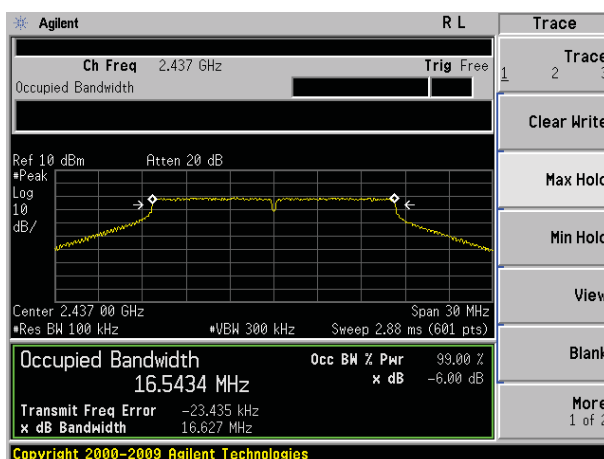 Agilent R L Trace
Ch Freq 2.437 GHz Trig Free
Occupied Bandwidth
Trace
1 2 3
Clear Write
Max Hold
Min Hold
View
Blank
More
1 of 2
Ref 10 dBm Atten 20 dB
#Peak
Log
10
dB/
Center 2.437 00 GHz Span 30 MHz
#Res BW 100 kHz #VBW 300 kHz Sweep 2.88 ms (601 pts)
Occupied Bandwidth Occ BW % Pwr 99.00 %
16.5434 MHz x dB -6.00 dB
Transmit Freq Error -23.435 kHz
x dB Bandwidth 16.627 MHz
Copyright 2000-2009 Agilent Technologies